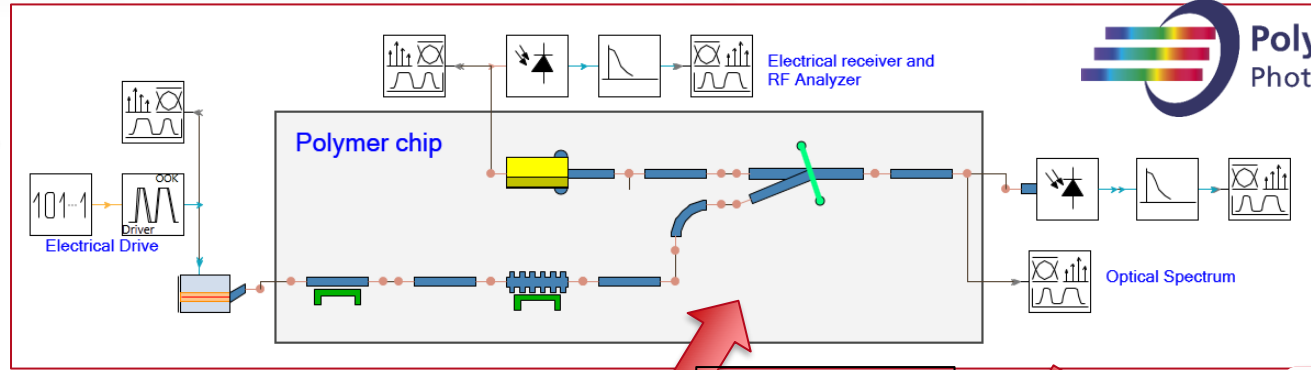 Poly
Phot
Electrical receiver and
RF Analyzer
Polymer chip
101···1
OOK
Driver
Electrical Drive
Optical Spectrum